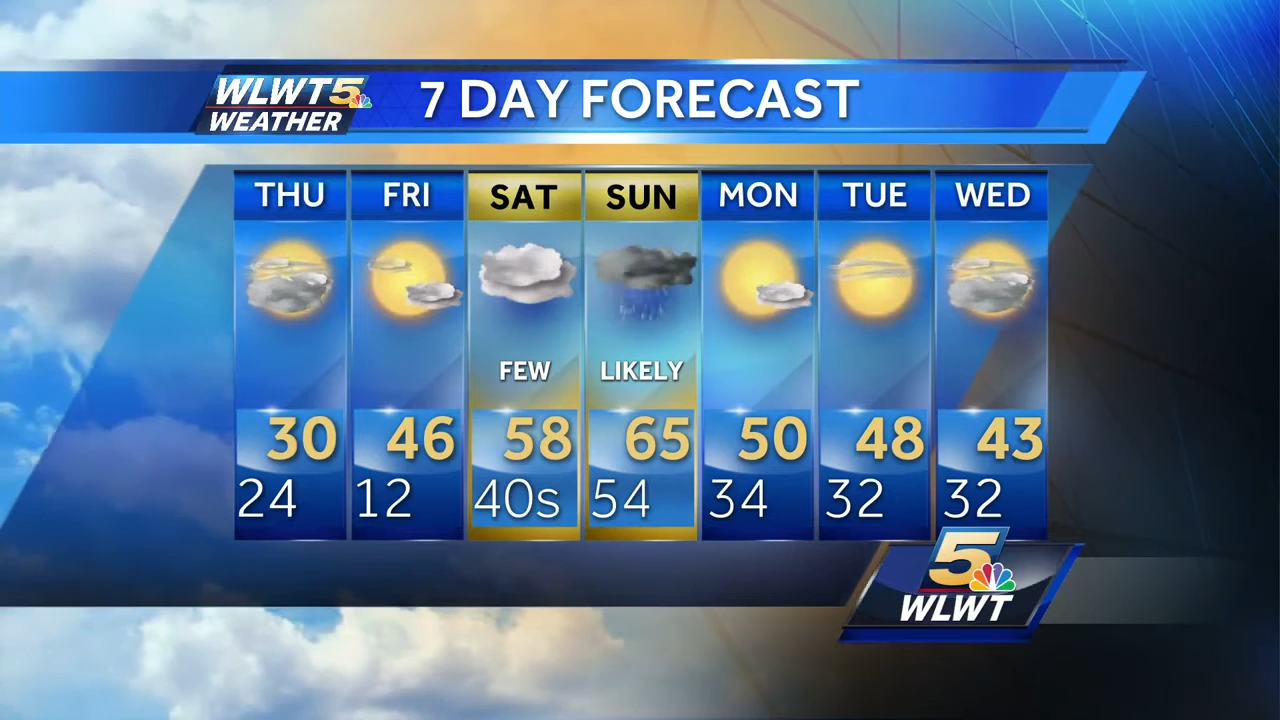 WLWT5
WEATHER
7 DAY FORECAST
THU FRI SAT SUN MON TUE WED
FEW LIKELY
30 46 58 65 50 48 43
24 12 40s 54 34 32 32
5
WLWT